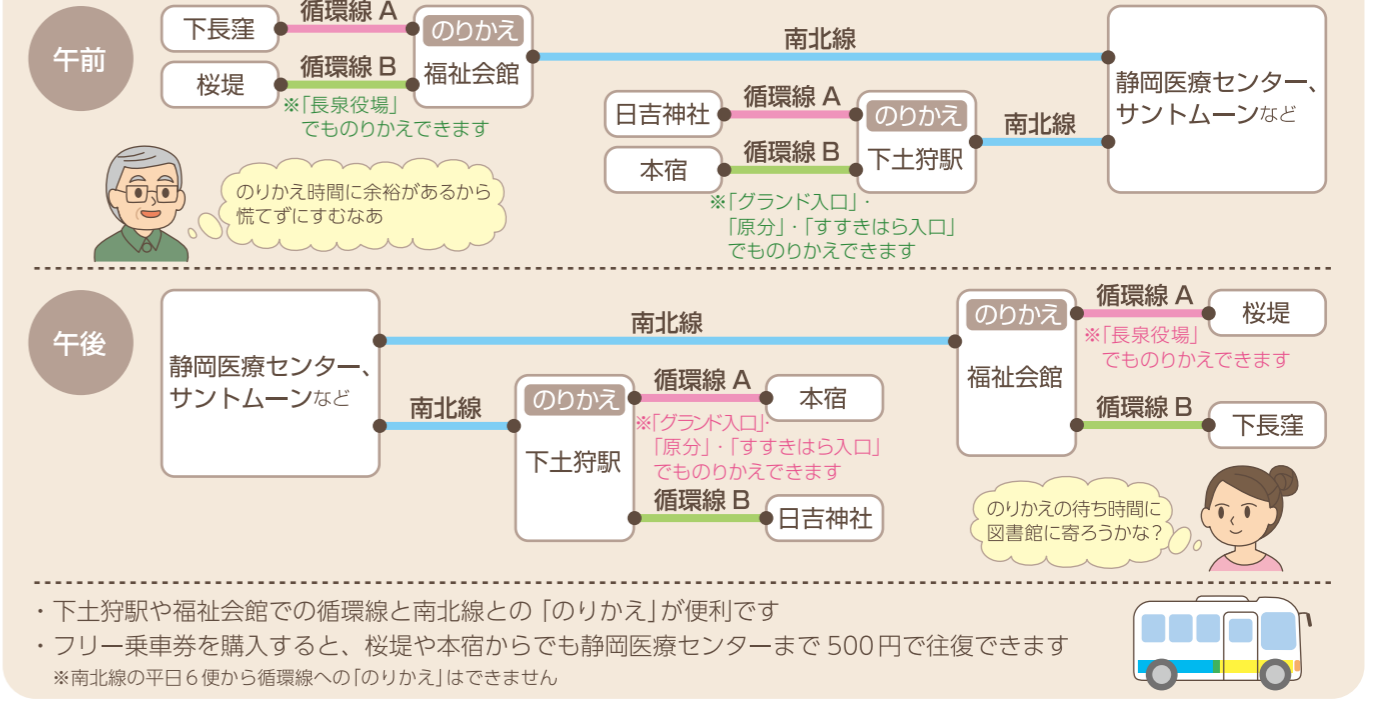 午前
下長窪
循環線 A
桜堤
循環線 B
※「長泉役場」
でものりかえできます
のりかえ
福祉会館
南北線
日吉神社
循環線 A
本宿
循環線 B
※「グランド入口」・
「原分」・「すすきはら入口」
でものりかえできます
のりかえ
下土狩駅
南北線
静岡医療センター、
サントムーンなど
のりかえ時間に余裕があるから
慌てずにすむなあ
午後
静岡医療センター、
サントムーンなど
南北線
南北線
のりかえ
下土狩駅
循環線 A
本宿
※「グランド入口」・
「原分」・「すすきはら入口」
でものりかえできます
循環線 B
日吉神社
のりかえ
福祉会館
循環線 A
桜堤
※「長泉役場」
でものりかえできます
循環線 B
下長窪
のりかえの待ち時間に
図書館に寄ろうかな?
・下土狩駅や福祉会館での循環線と南北線との「のりかえ」が便利です
・フリー乗車券を購入すると、桜堤や本宿からでも静岡医療センターまで 500 円で往復できます
※南北線の平日6便から循環線への「のりかえ」はできません